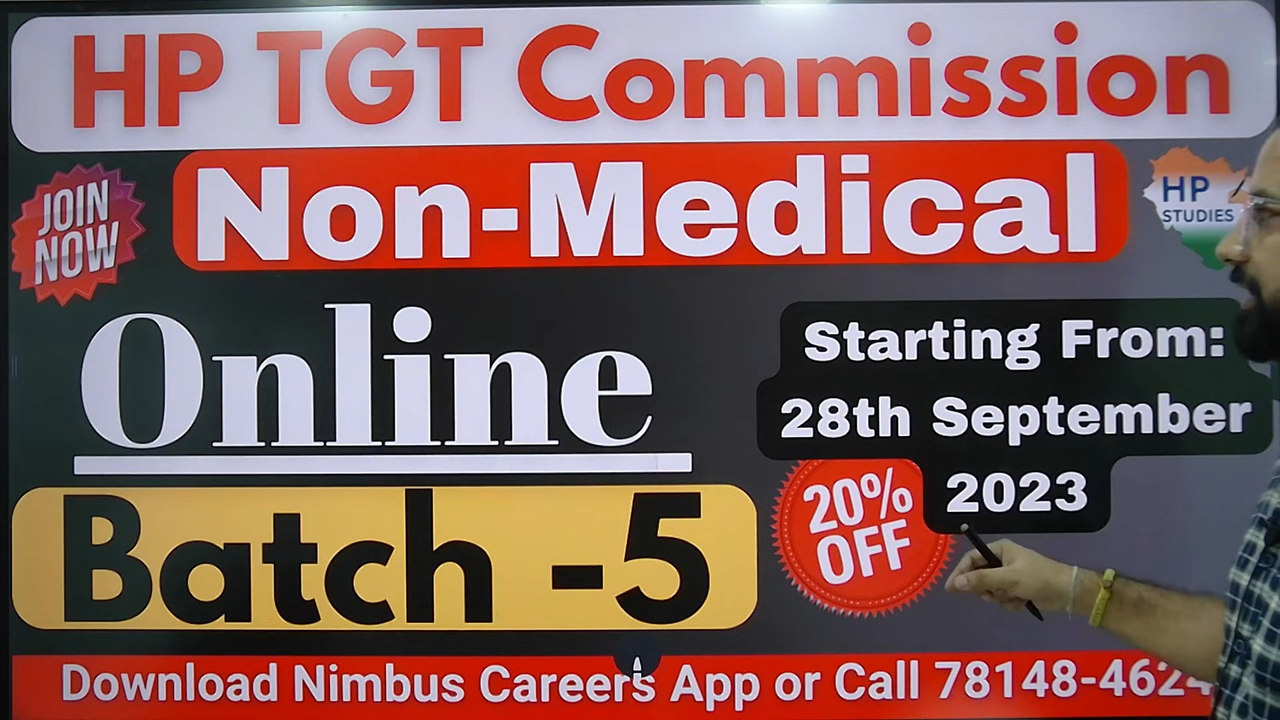 HP TGT Commission
JOIN
NOW
Non-Medical
HP
STUDIES
Online
Starting From:
28th September
2023
Batch -5
20%
OFF
Download Nimbus Careers App or Call 78148-4624